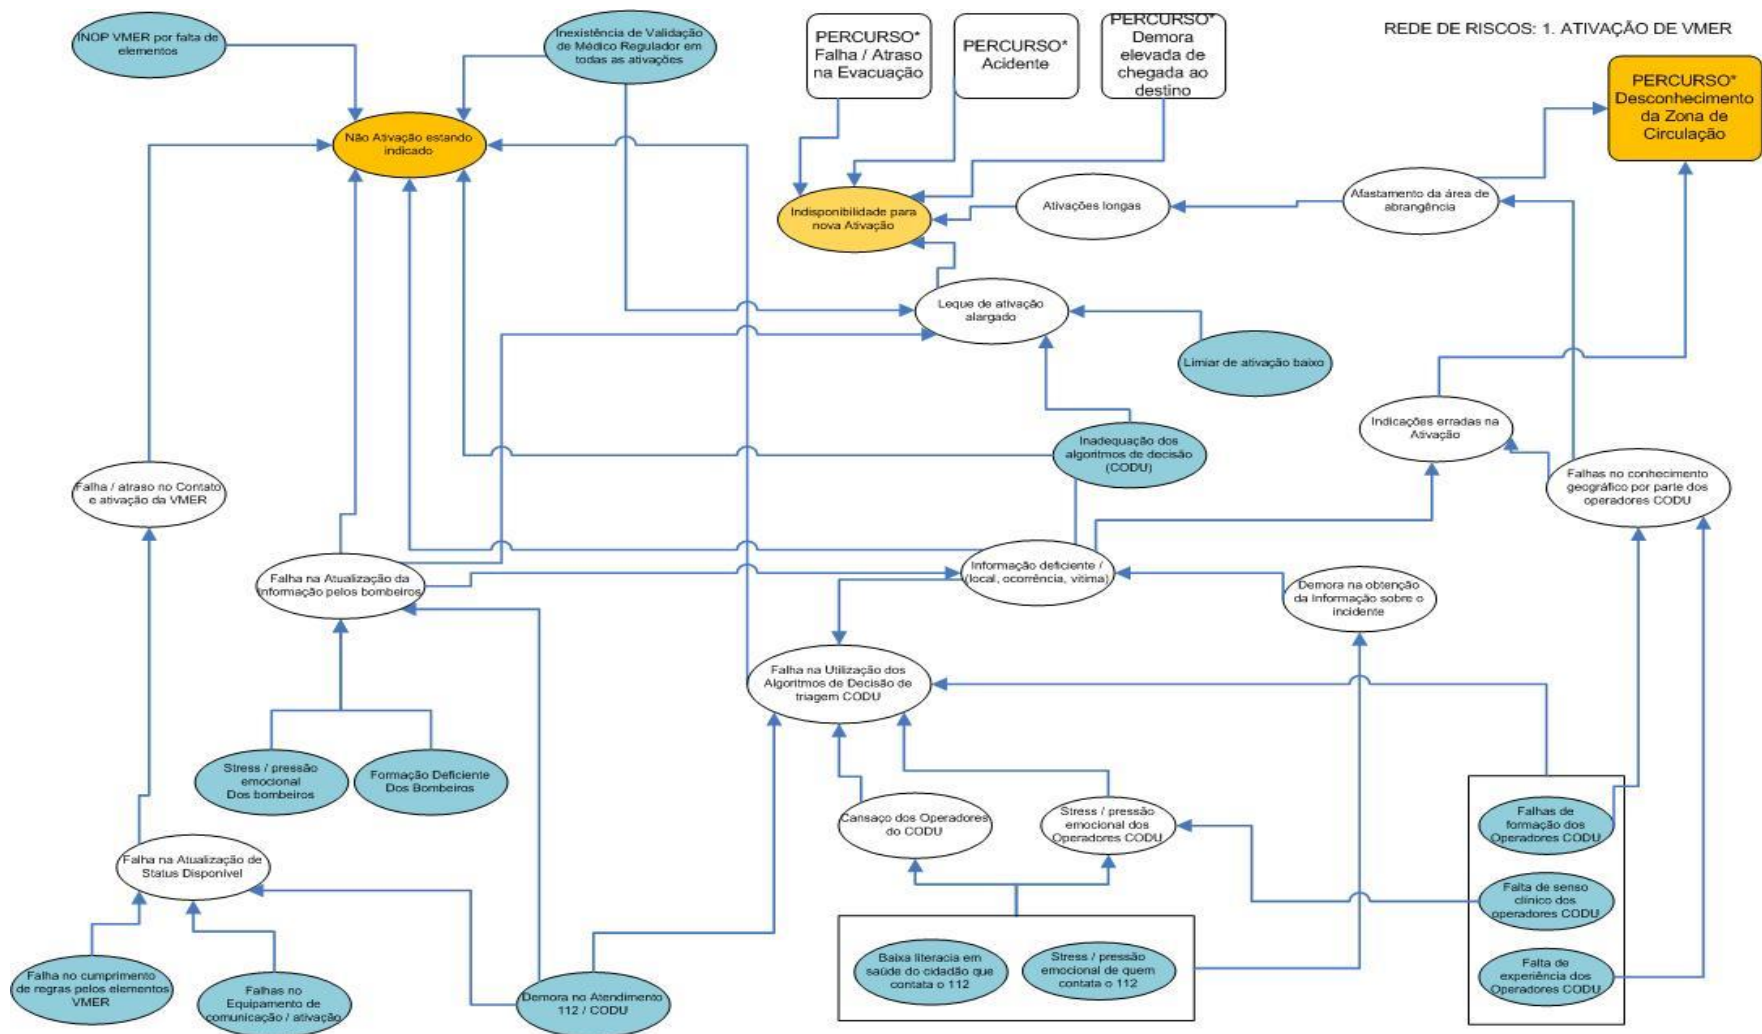 REDE DE RISCOS: 1. ATIVAÇÃO DE VMER
INOP VMER por falta de
elementos
Inexistência de Validação
de Médico Regulador em
todas as ativações
PERCURSO*
Falha / Atraso
na Evacuação
PERCURSO*
Acidente
PERCURSO*
Demora
elevada de
chegada ao
destino
PERCURSO*
Desconhecimento
da Zona de
Circulação
Não Ativação estando
indicado
Indisponibilidade para
nova Ativação
Ativações longas
Afastamento da área de
abrangência
Leque de ativação
alargado
Limiar de ativação baixo
Inadequação dos
algoritmos de decisão
(CODU)
Indicações erradas na
Ativação
Falha / atraso no Contato
e ativação da VMER
Falhas no conhecimento
geográfico por parte dos
operadores CODU
Falha na Atualização da
Informação pelos bombeiros
Informação deficiente /
(local, ocorrência, vitima)
Demora na obtenção
da Informação sobre o
incidente
Falha na Utilização dos
Algoritmos de Decisão de
triagem CODU
Stress / pressão
emocional
Dos bombeiros
Formação Deficiente
Dos Bombeiros
Cansaço dos Operadores
do CODU
Stress / pressão
emocional dos
Operadores CODU
Falhas de
formação dos
Operadores CODU
Falha na Atualização de
Status Disponível
Falta de senso
clínico dos
operadores CODU
Falha no cumprimento
de regras pelos elementos
VMER
Falhas no
Equipamento de
comunicação / ativação
Demora no Atendimento
112 / CODU
Baixa literacia em
saúde do cidadão que
contata o 112
Stress / pressão
emocional de quem
contata o 112
Falta de
experiência dos
Operadores CODU